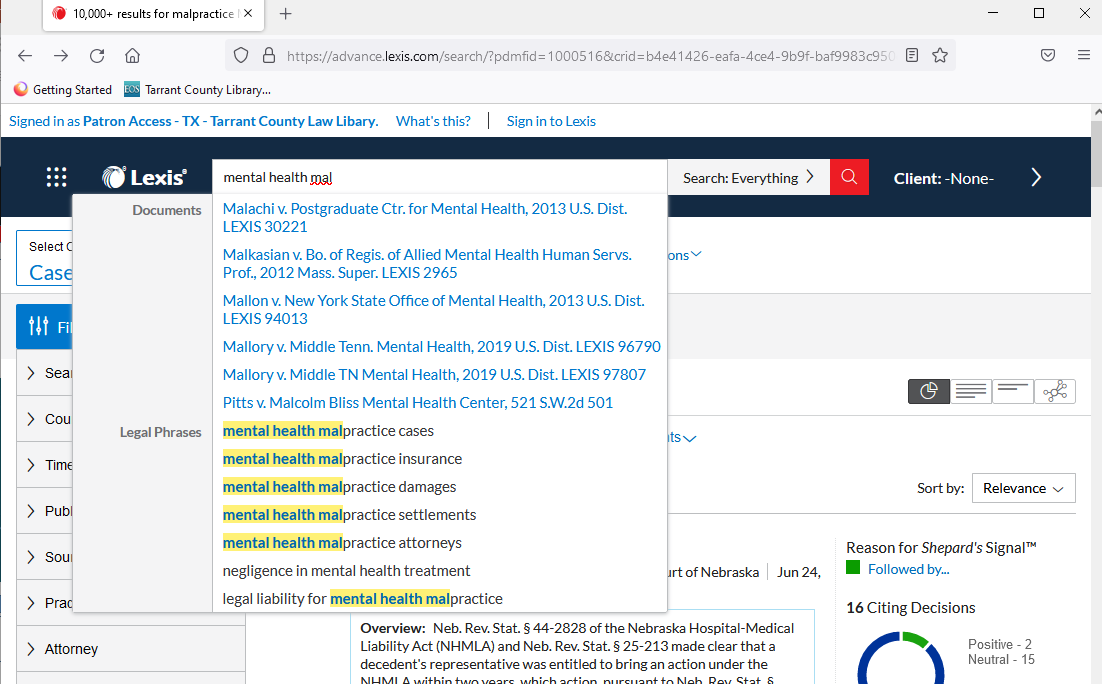 10,000+ results for malpractice
https://advance.lexis.com/search/?pdmfid=1000516&crid=b4e41426-eafa-4ce4-9b9f-baf9983c950
Getting Started EOS Tarrant County Library...
Signed in as Patron Access - TX - Tarrant County Law Libary. What's this? Sign in to Lexis
Lexis® mental health mal Search: Everything Client: -None-
Documents
Malachi v. Postgraduate Ctr. for Mental Health, 2013 U.S. Dist.
LEXIS 30221
Malkasian v. Bo. of Regis. of Allied Mental Health Human Servs.
Prof., 2012 Mass. Super. LEXIS 2965
Mallon v. New York State Office of Mental Health, 2013 U.S. Dist.
LEXIS 94013
Mallory v. Middle Tenn. Mental Health, 2019 U.S. Dist. LEXIS 96790
Mallory v. Middle TN Mental Health, 2019 U.S. Dist. LEXIS 97807
Pitts v. Malcolm Bliss Mental Health Center, 521 S.W.2d 501
Legal Phrases
mental health malpractice cases
mental health malpractice insurance
mental health malpractice damages
mental health malpractice settlements
mental health malpractice attorneys
negligence in mental health treatment
legal liability for mental health malpractice
Select C
Case
ons
Fil
Sear
Cou
Time
Publ
Sour
Prac
Attorney
ts
Sort by: Relevance
urt of Nebraska Jun 24,
Overview: Neb. Rev. Stat. § 44-2828 of the Nebraska Hospital-Medical
Liability Act (NHMLA) and Neb. Rev. Stat. § 25-213 made clear that a
decedent's representative was entitled to bring an action under the
NHMLA within two years, which action, pursuant to Neb. Rev. Stat. §
Reason for Shepard's Signal™
Followed by...
16 Citing Decisions
Positive - 2
Neutral - 15